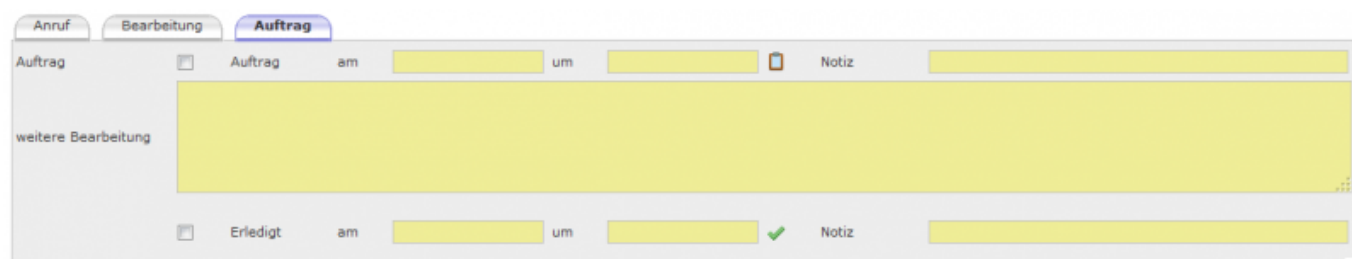 Anruf Bearbeitung Auftrag
Auftrag Auftrag am um Notiz
weitere Bearbeitung
Erledigt am um Notiz